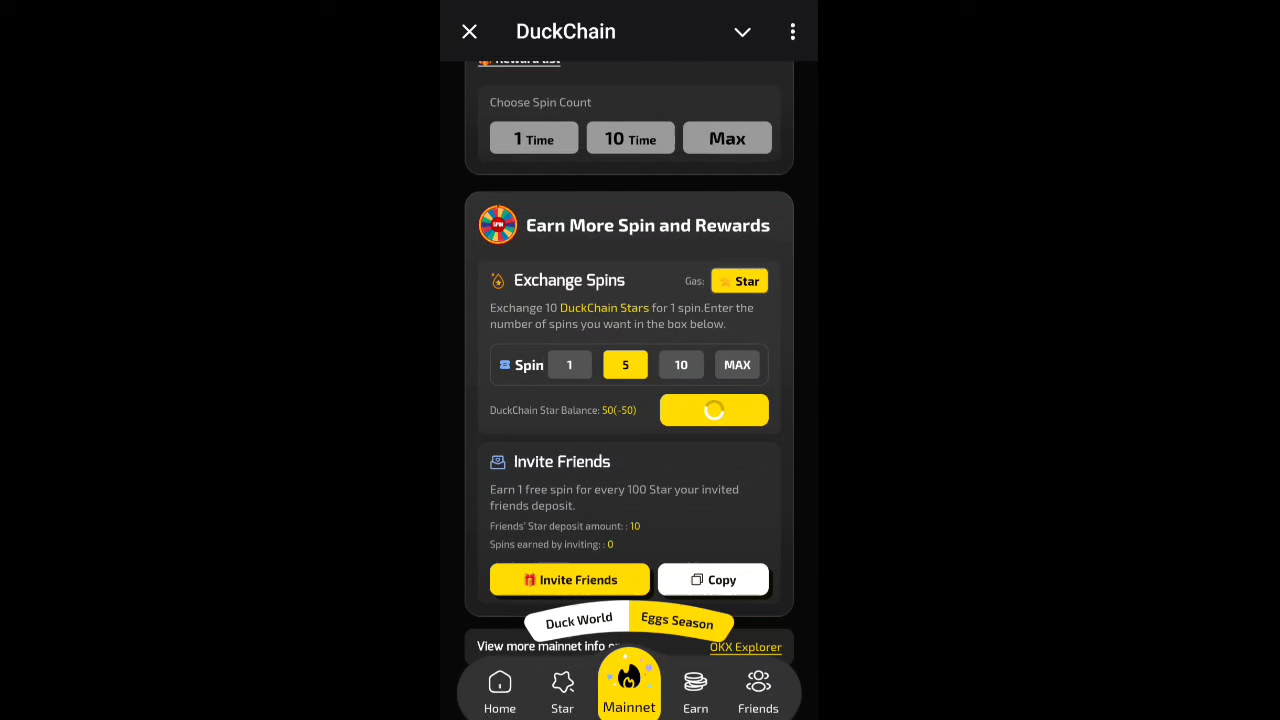 DuckChain
Reward list
Choose Spin Count
1 Time
10 Time
Max
SPIN
Earn More Spin and Rewards
Exchange Spins
Gas:
Star
Exchange 10 DuckChain Stars for 1 spin.Enter the
number of spins you want in the box below.
Spin
1
5
10
MAX
DuckChain Star Balance: 50(-50)
Invite Friends
Earn 1 free spin for every 100 Star your invited
friends deposit.
Friends' Star deposit amount: : 10
Spins earned by inviting: : 0
Invite Friends
Copy
Duck World
Eggs Season
View more mainnet info
OKX Explorer
Home
Star
Mainnet
Earn
Friends